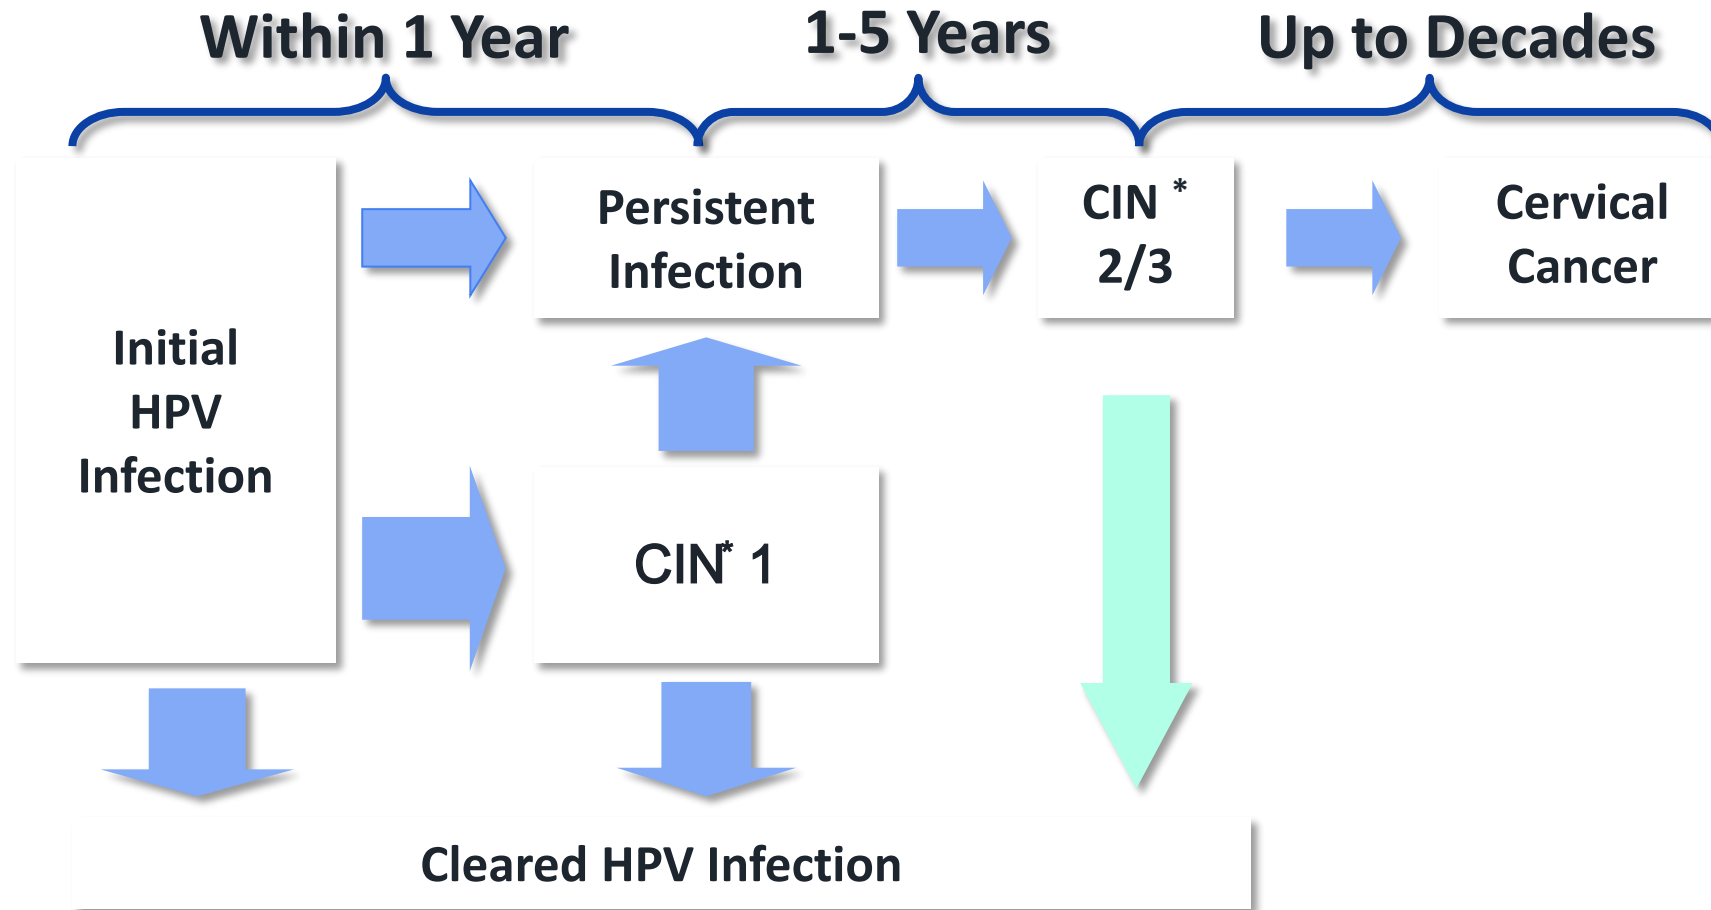 Within 1 Year
1-5 Years
Up to Decades
Initial
HPV
Infection
Persistent
Infection
CIN *
2/3
Cervical
Cancer
CIN* 1
Cleared HPV Infection